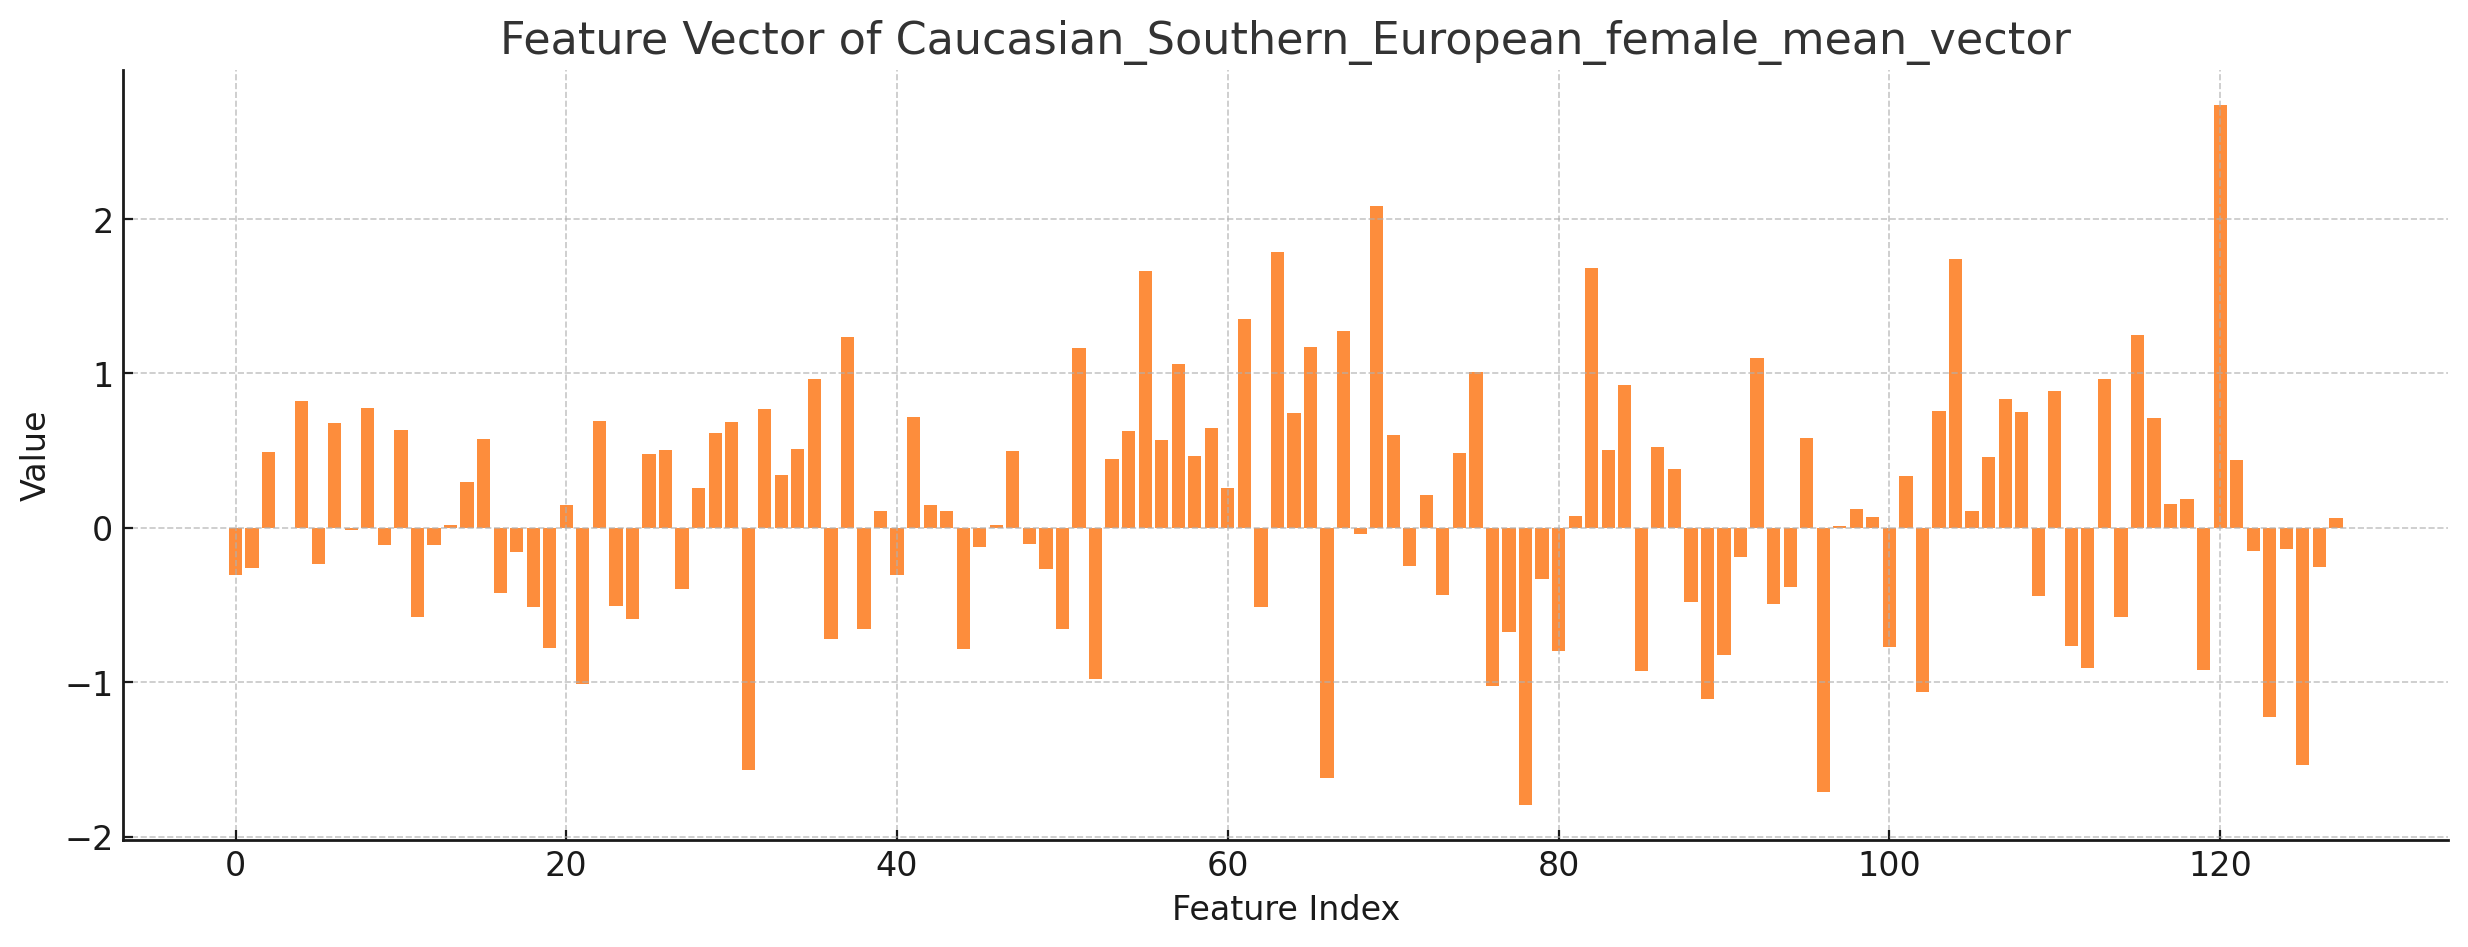 Feature Vector of Caucasian_Southern_European_female_mean_vector
Value
2
1
0
−1
−2
0 20 40 60 80 100 120
Feature Index